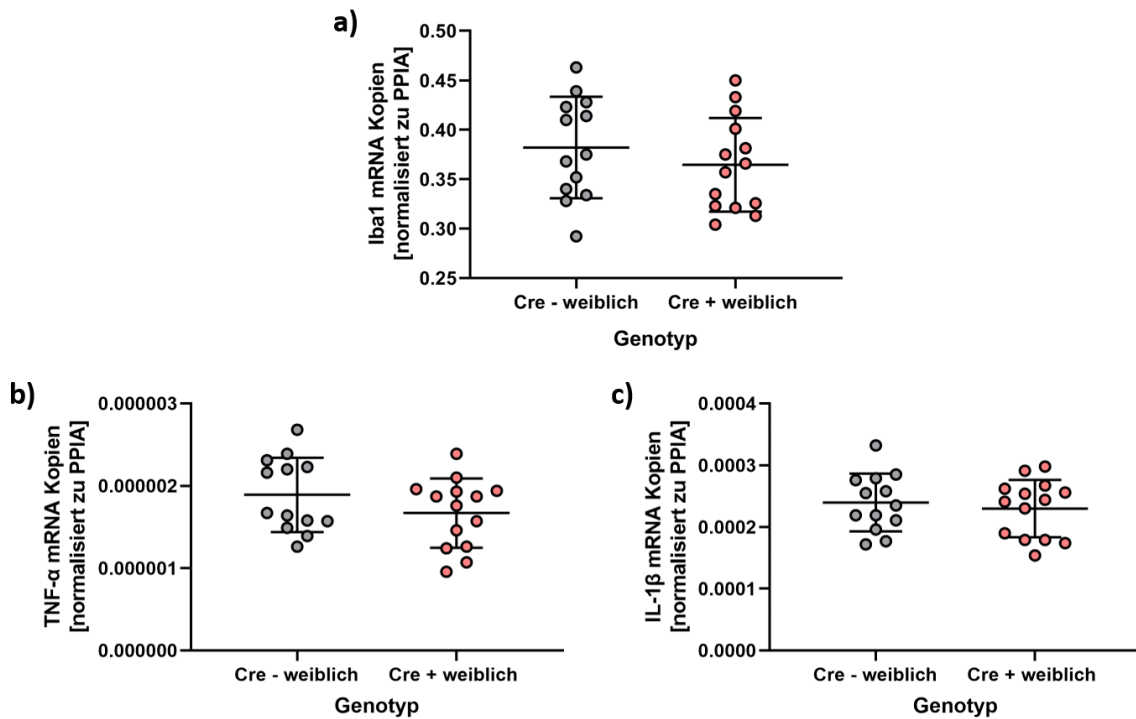 a)
Iba1 mRNA Kopien
[normalisiert zu PPIA]
0.50
0.45
0.40
0.35
0.30
0.25
Cre - weiblich
Cre + weiblich
Genotyp
b)
TNF-α mRNA Kopien
[normalisiert zu PPIA]
0.000003
0.000002
0.000001
0.000000
Cre - weiblich
Cre + weiblich
Genotyp
c)
IL-1β mRNA Kopien
[normalisiert zu PPIA]
0.0004
0.0003
0.0002
0.0001
0.0000
Cre - weiblich
Cre + weiblich
Genotyp